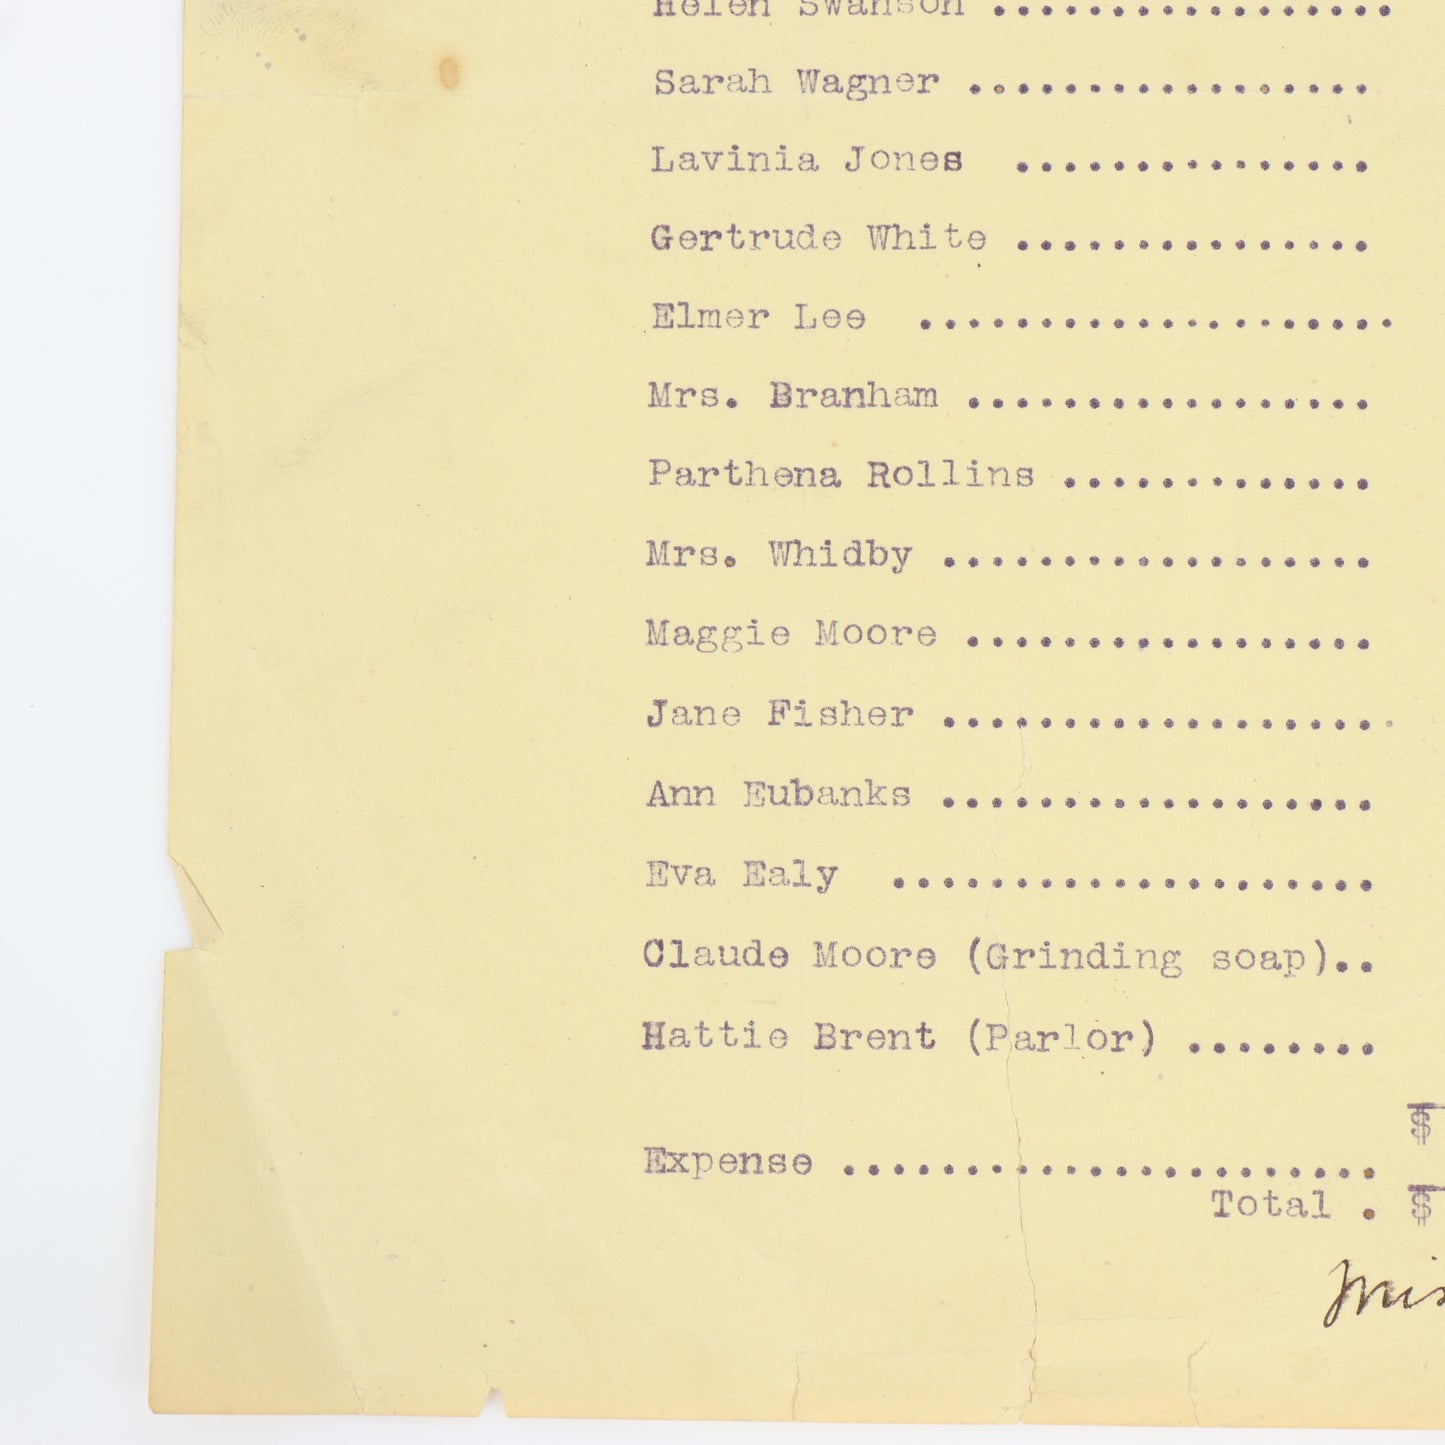 Helen Swanson .................
Sarah Wagner .................
Lavinia Jones ...............
Gertrude White ...............
Elmer Lee ....................
Mrs. Branham .................
Parthena Rollins .............
Mrs. Whidby ..................
Maggie Moore .................
Jane Fisher ...................
Ann Eubanks ..................
Eva Ealy ....................
Claude Moore (Grinding soap)..
Hattie Brent (Parlor) ........
$
Expense ......................
Total . $